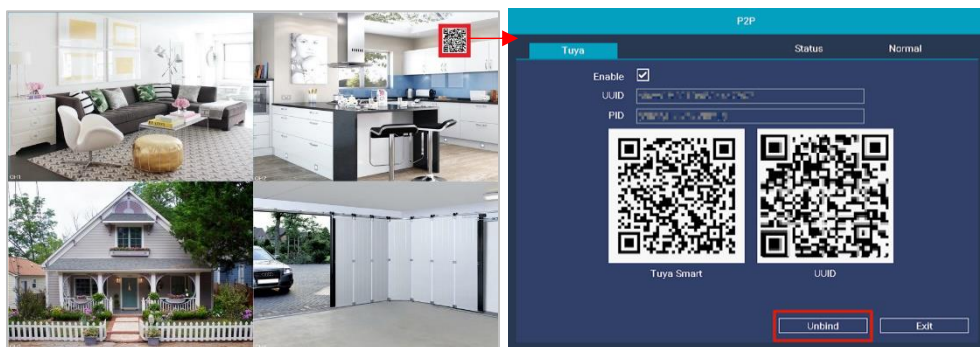 P2P
Tuya
Status
Normal
Enable
UUID
PID
Tuya Smart
UUID
Unbind
Exit